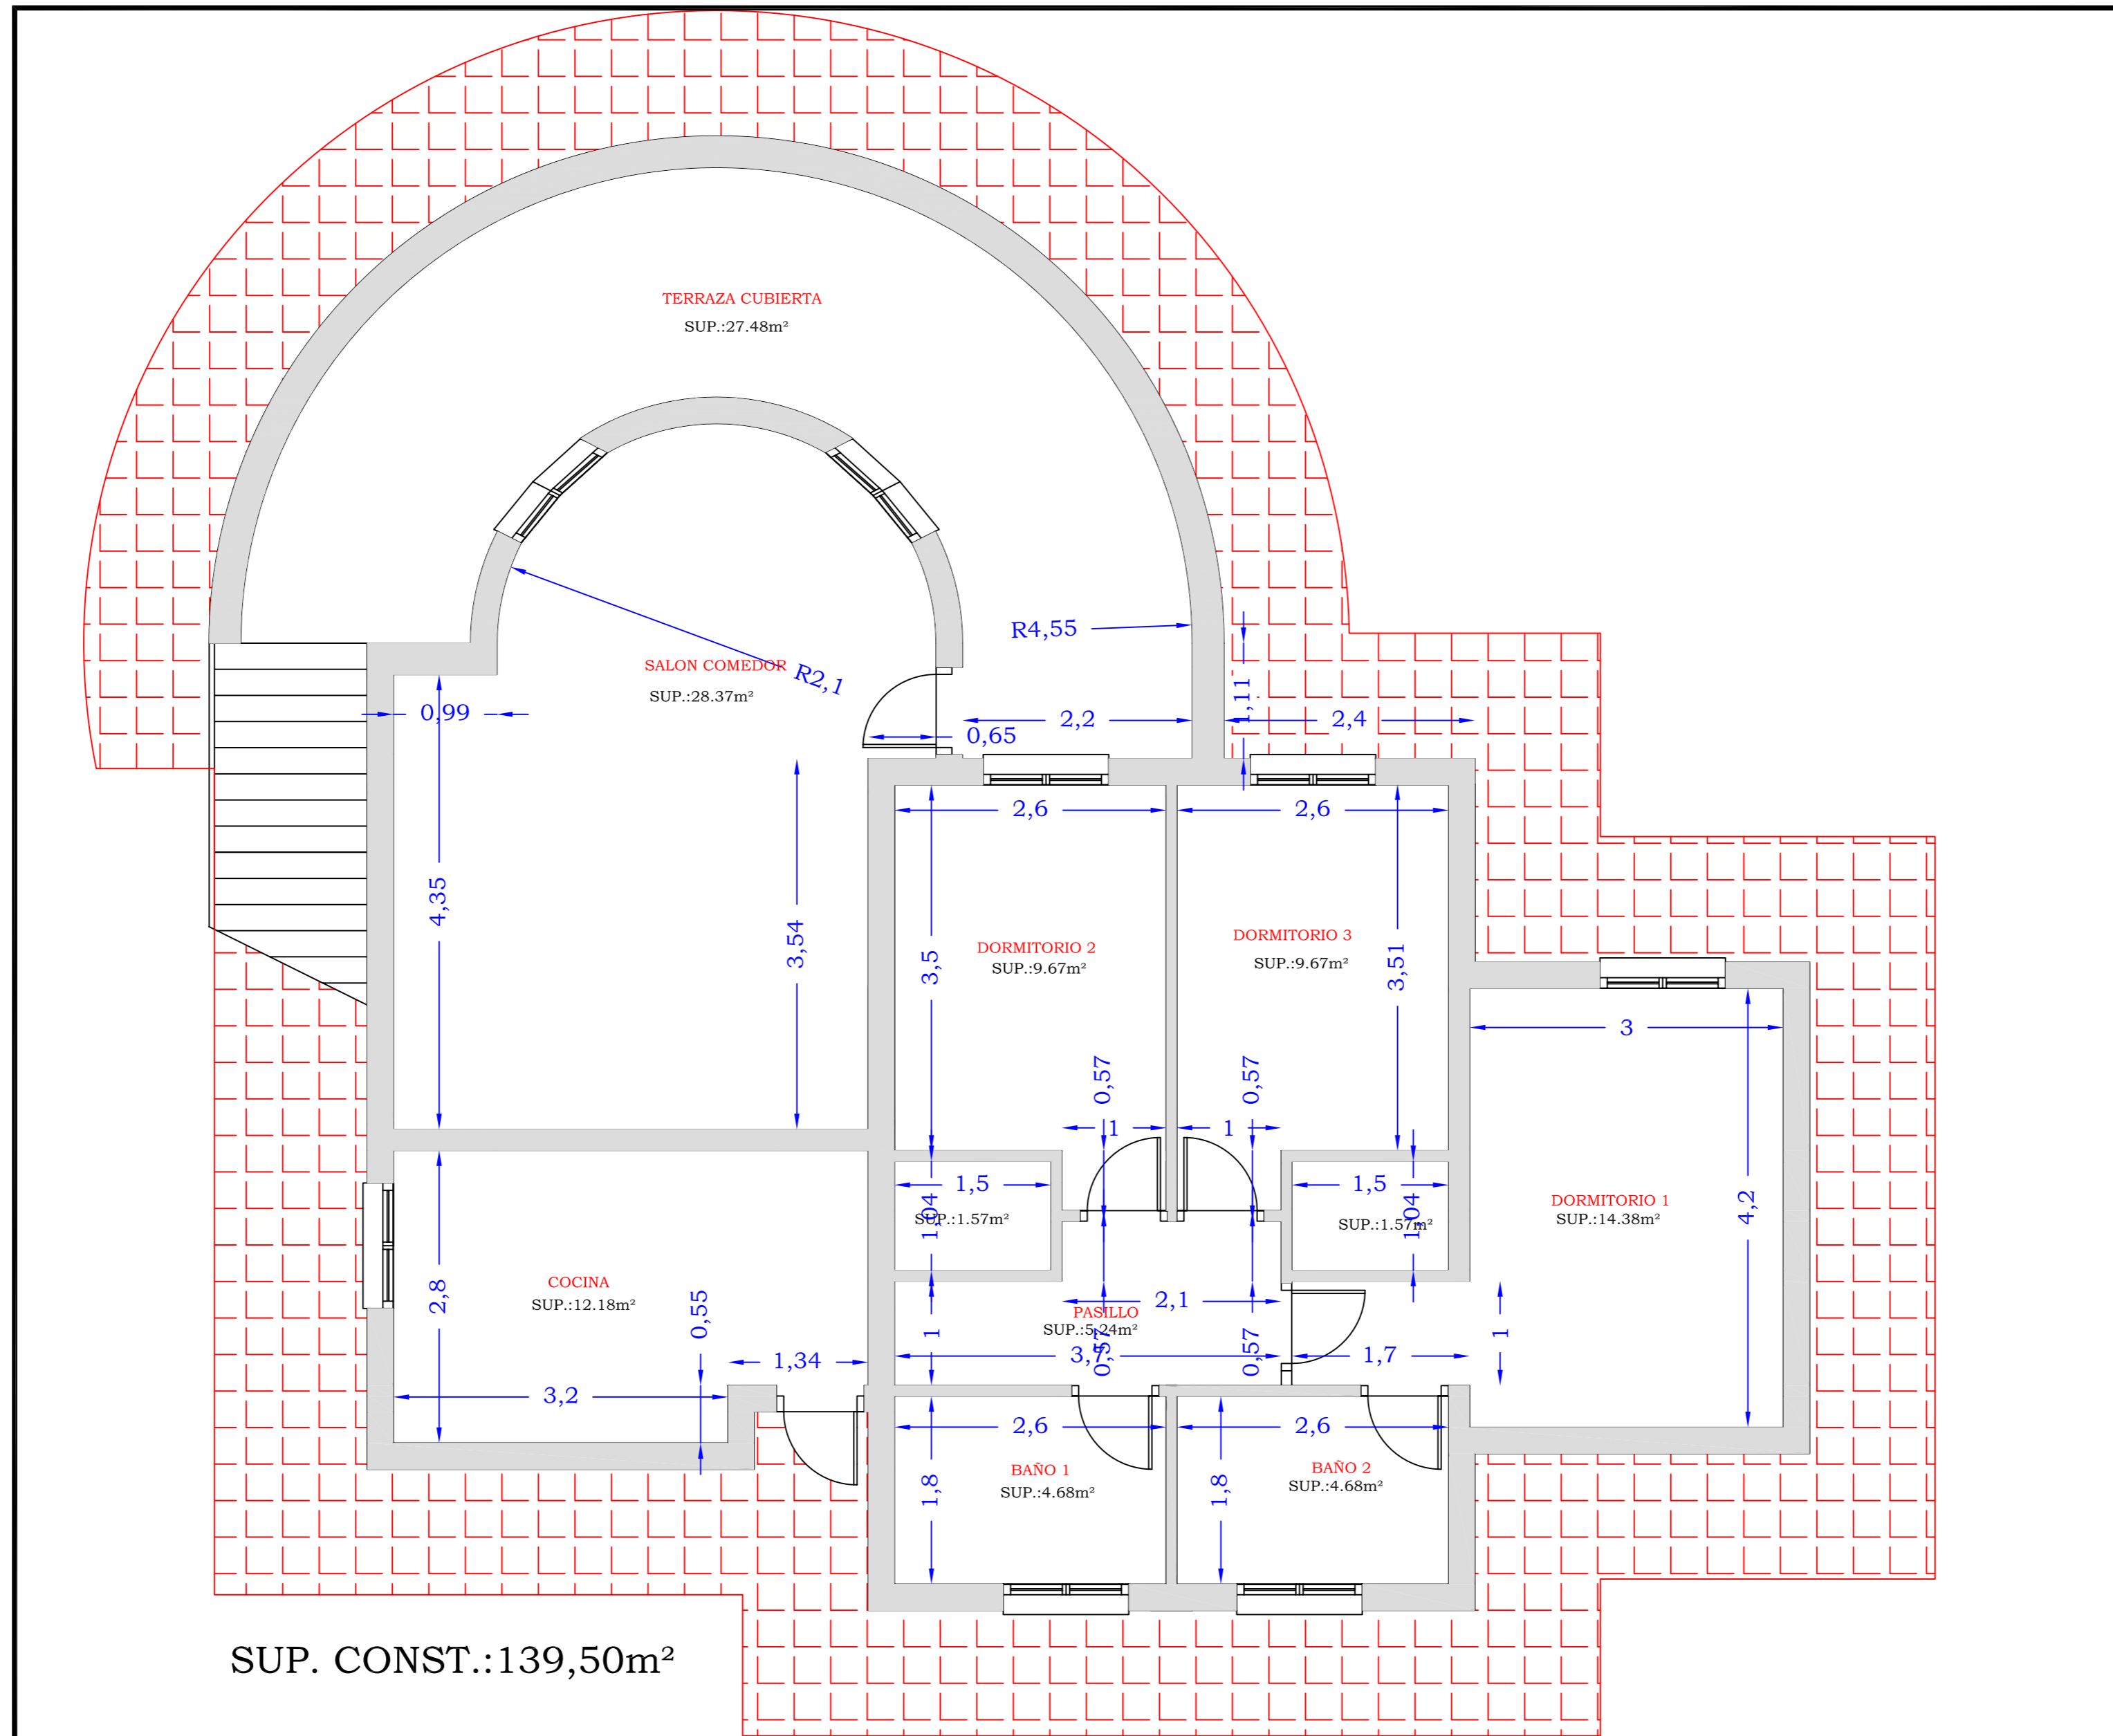 TERRAZA CUBIERTA
SUP.:27.48m²
R4,55
SALON COMEDOR
R2,1
SUP.:28.37m²
1,11
0,99
2,2
2,4
0,65
2,6
2,6
4,35
3,54
3,5
DORMITORIO 2
SUP.:9.67m²
DORMITORIO 3
SUP.:9.67m²
3,51
3
0,57
0,57
1
1
1,5
1,04
SUP.:1.57m²
1,5
1,04
SUP.:1.57m²
DORMITORIO 1
SUP.:14.38m²
4,2
COCINA
SUP.:12.18m²
2,8
0,55
2,1
PASILLO
SUP.:5.24m²
1
0,57
0,57
1
3,7
1,7
1,34
3,2
2,6
2,6
BAÑO 1
SUP.:4.68m²
1,8
BAÑO 2
SUP.:4.68m²
1,8
SUP. CONST.:139,50m²